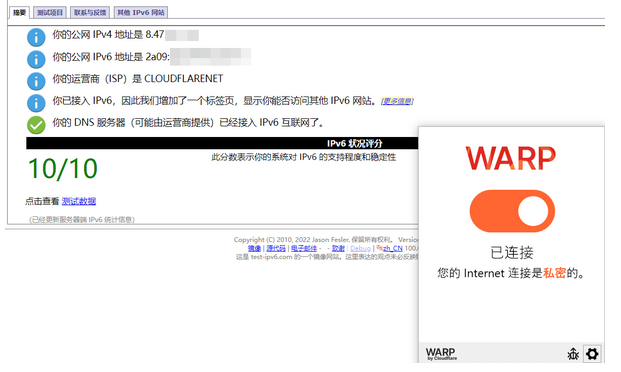 摘要 测试项目 联系与反馈 其他 IPv6 网站
你的公网 IPv4 地址是 8.47
你的公网 IPv6 地址是 2a09:
你的运营商（ISP）是 CLOUDFLARENET
你已接入 IPv6，因此我们增加了一个标签页，显示你能否访问其他 IPv6 网站。[更多信息]
你的 DNS 服务器（可能由运营商提供）已经接入 IPv6 互联网了。
IPv6 状况评分
10/10
此分数表示你的系统对 IPv6 的支持程度和稳定性
点击查看 测试数据
(已经更新服务器端 IPv6 统计信息)
Copyright (C) 2010, 2022 Jason Fesler. 保留所有权利。 Version
镜像 | 源代码 | 电子邮件 - - 致谢 | Debug | zh_CN 100.
这是 test-ipv6.com 的一个镜像网站。这里表达的观点未必反映
WARP
已连接
您的 Internet 连接是私密的。
WARP
by Cloudflare